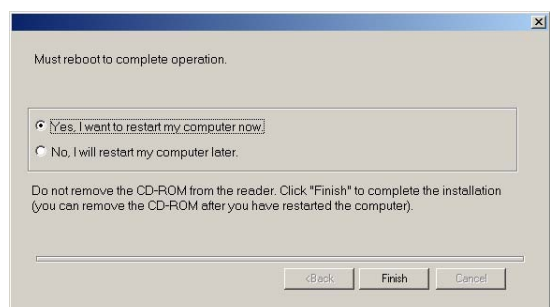 Must reboot to complete operation.
Yes, I want to restart my computer now.
No, I will restart my computer later.
Do not remove the CD-ROM from the reader. Click "Finish" to complete the installation
(you can remove the CD-ROM after you have restarted the computer).
<Back Finish Cancel